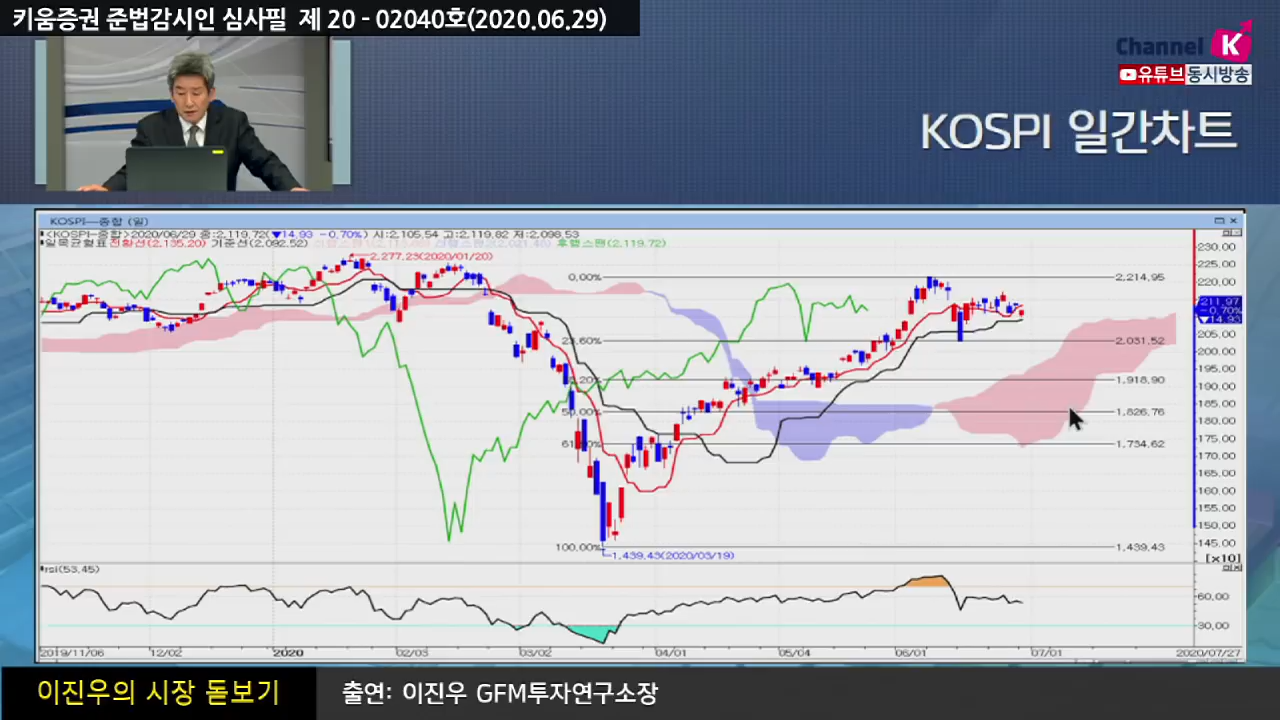 키움증권 준법감시인 심사필 제 20 - 02040호(2020.06.29)
Channel K
유튜브동시방송
KOSPI 일간차트
KOSPI-종합 (일)
<KOSPI-종합>2020/06/29 종:2,119.72(▼14.93 -0.70%) 시:2,105.54 고:2,119.82 저:2,098.53
일목균형표 전환선(2,135.20) 기준선(2,092.52) 후행스팬(2,119.72)
2,277.23(2020/01/20)
0.00% 2,214.95
23.60% 2,031.52
1,918.90
50.00% 1,826.76
1,734.62
100.00% 1,439.43
1,439.43(2020/03/19)
230.00
225.00
220.00
211.97
-0.70%
▼14.93
205.00
200.00
195.00
190.00
185.00
180.00
175.00
170.00
165.00
160.00
155.00
150.00
145.00
[x10]
rsi(53.45)
60.00
30.00
2019/11/06 12/02 2020 02/03 03/02 04/01 05/04 06/01 07/01 2020/07/27
이진우의 시장 돋보기
출연: 이진우 GFM투자연구소장